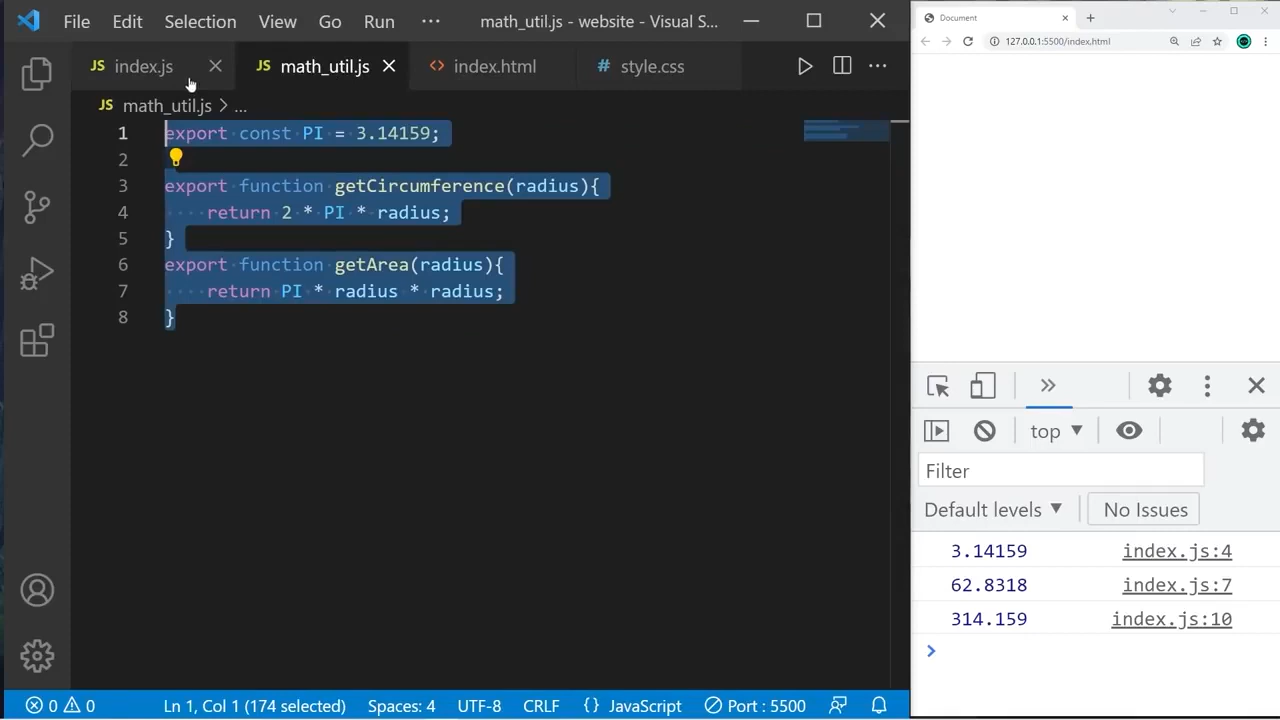 File Edit Selection View Go Run ··· math_util.js - website - Visual S...
JS index.js JS math_util.js <> index.html # style.css ···
JS math_util.js > ...
1 export const PI = 3.14159;
2
3 export function getCircumference(radius){
4 return 2 * PI * radius;
5 }
6 export function getArea(radius){
7 return PI * radius * radius;
8 }
0 0 Ln 1, Col 1 (174 selected) Spaces: 4 UTF-8 CRLF {} JavaScript Port : 5500
Document
127.0.0.1:5500/index.html
top
Filter
Default levels No Issues
3.14159 index.js:4
62.8318 index.js:7
314.159 index.js:10